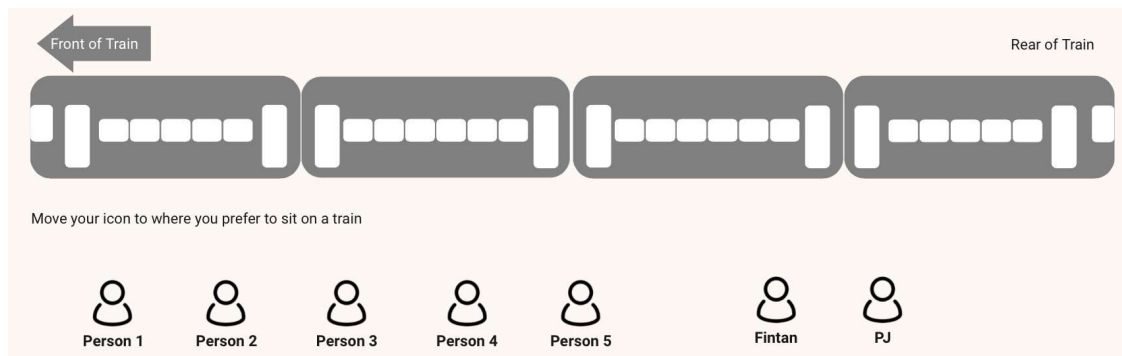 Front of Train
Rear of Train
Move your icon to where you prefer to sit on a train
Person 1
Person 2
Person 3
Person 4
Person 5
Fintan
PJ